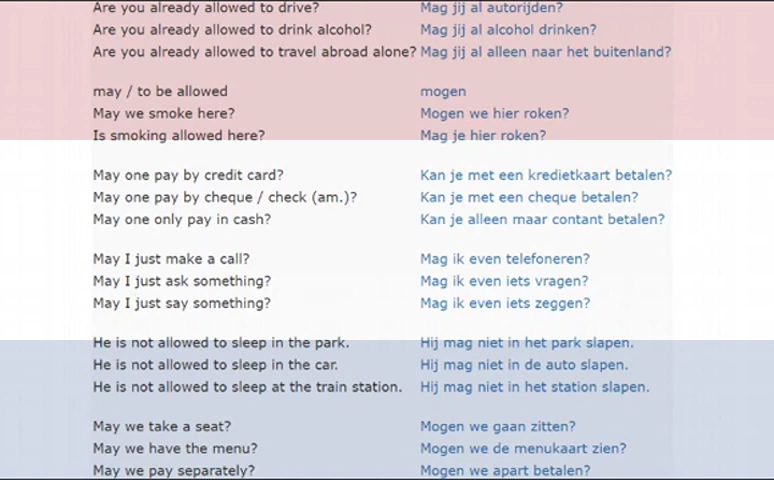 Are you already allowed to drive? Mag jij al autorijden?
Are you already allowed to drink alcohol? Mag jij al alcohol drinken?
Are you already allowed to travel abroad alone? Mag jij al alleen naar het buitenland?
may / to be allowed mogen
May we smoke here? Mogen we hier roken?
Is smoking allowed here? Mag je hier roken?
May one pay by credit card? Kan je met een kredietkaart betalen?
May one pay by cheque / check (am.)? Kan je met een cheque betalen?
May one only pay in cash? Kan je alleen maar contant betalen?
May I just make a call? Mag ik even telefoneren?
May I just ask something? Mag ik even iets vragen?
May I just say something? Mag ik even iets zeggen?
He is not allowed to sleep in the park. Hij mag niet in het park slapen.
He is not allowed to sleep in the car. Hij mag niet in de auto slapen.
He is not allowed to sleep at the train station. Hij mag niet in het station slapen.
May we take a seat? Mogen we gaan zitten?
May we have the menu? Mogen we de menukaart zien?
May we pay separately? Mogen we apart betalen?